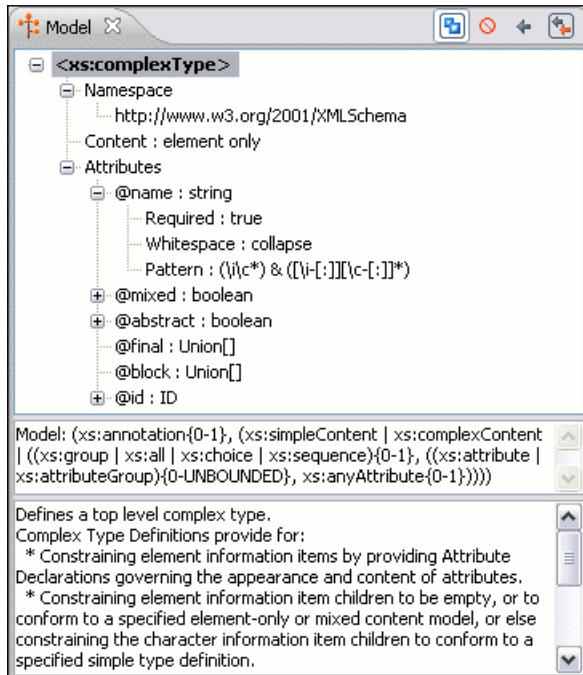 Model
<xs:complexType>
Namespace
http://www.w3.org/2001/XMLSchema
Content : element only
Attributes
@name : string
Required : true
Whitespace : collapse
Pattern : (\i\c*) & ([\i-[:]][\c-[:]]*)
@mixed : boolean
@abstract : boolean
@final : Union[]
@block : Union[]
@id : ID
Model: (xs:annotation{0-1}, (xs:simpleContent | xs:complexContent
| ((xs:group | xs:all | xs:choice | xs:sequence){0-1}, ((xs:attribute |
xs:attributeGroup){0-UNBOUNDED}, xs:anyAttribute{0-1}))))
Defines a top level complex type.
Complex Type Definitions provide for:
* Constraining element information items by providing Attribute
Declarations governing the appearance and content of attributes.
* Constraining element information item children to be empty, or to
conform to a specified element-only or mixed content model, or else
constraining the character information item children to conform to a
specified simple type definition.